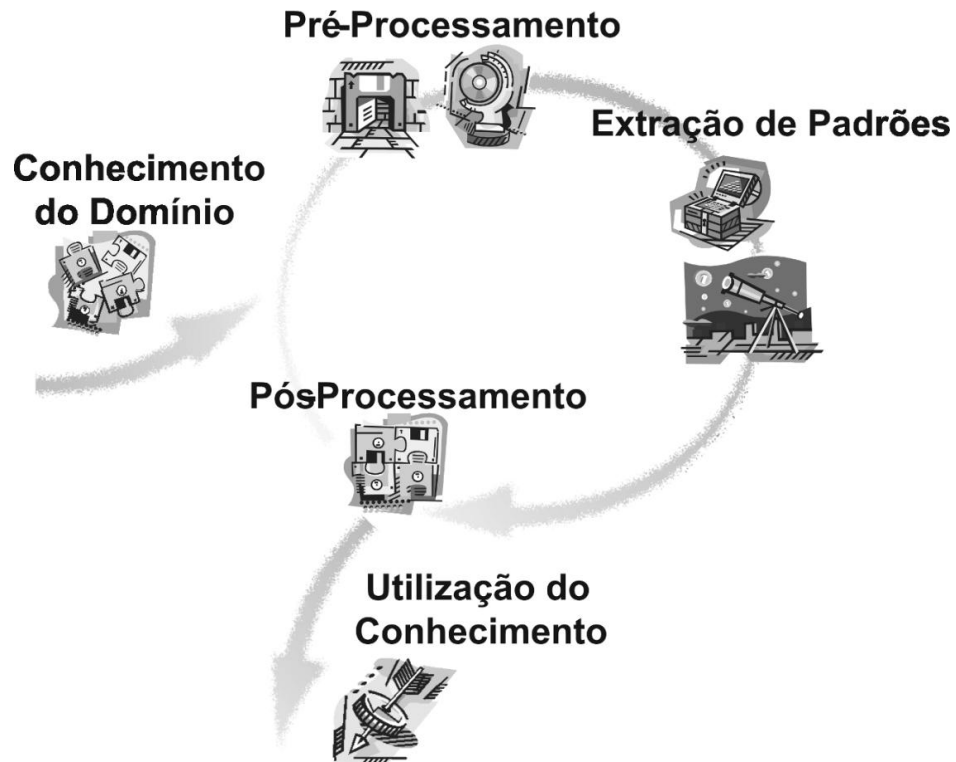 Pré-Processamento
Extração de Padrões
Conhecimento
do Domínio
PósProcessamento
Utilização do
Conhecimento